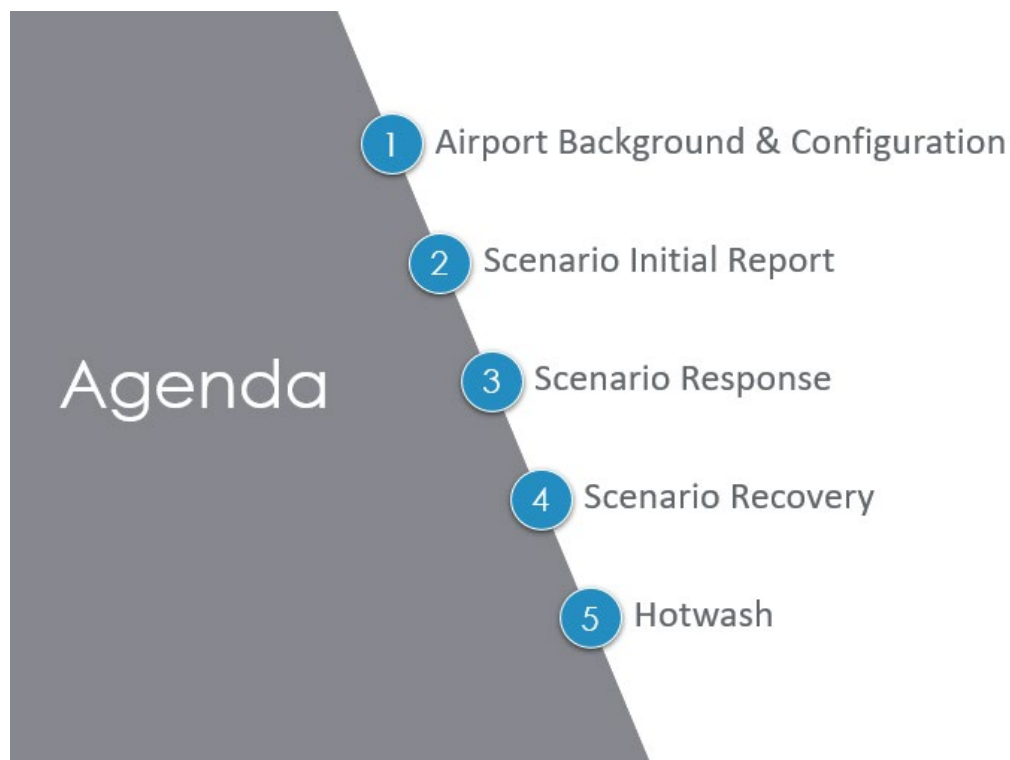 Agenda
1 Airport Background & Configuration
2 Scenario Initial Report
3 Scenario Response
4 Scenario Recovery
5 Hotwash